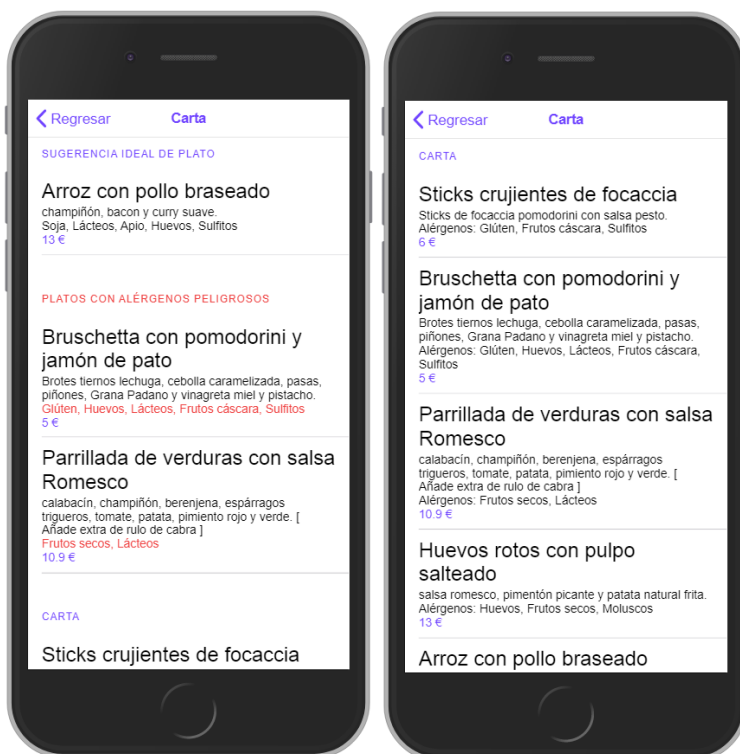 Regresar
Carta
SUGERENCIA IDEAL DE PLATO
Arroz con pollo braseado
champiñón, bacon y curry suave.
Soja, Lácteos, Apio, Huevos, Sulfitos
13 €
PLATOS CON ALÉRGENOS PELIGROSOS
Bruschetta con pomodorini y
jamón de pato
Brotes tiernos lechuga, cebolla caramelizada, pasas,
piñones, Grana Padano y vinagreta miel y pistacho.
Glúten, Huevos, Lácteos, Frutos cáscara, Sulfitos
5 €
Parrillada de verduras con salsa
Romesco
calabacín, champiñón, berenjena, espárragos
trigueros, tomate, patata, pimiento rojo y verde. [
Añade extra de rulo de cabra ]
Frutos secos, Lácteos
10.9 €
CARTA
Sticks crujientes de focaccia
Regresar
Carta
CARTA
Sticks crujientes de focaccia
Sticks de focaccia pomodorini con salsa pesto.
Alérgenos: Glúten, Frutos cáscara, Sulfitos
6 €
Bruschetta con pomodorini y
jamón de pato
Brotes tiernos lechuga, cebolla caramelizada, pasas,
piñones, Grana Padano y vinagreta miel y pistacho.
Alérgenos: Glúten, Huevos, Lácteos, Frutos cáscara,
Sulfitos
5 €
Parrillada de verduras con salsa
Romesco
calabacín, champiñón, berenjena, espárragos
trigueros, tomate, patata, pimiento rojo y verde. [
Añade extra de rulo de cabra ]
Alérgenos: Frutos secos, Lácteos
10.9 €
Huevos rotos con pulpo
salteado
salsa romesco, pimentón picante y patata natural frita.
Alérgenos: Huevos, Frutos secos, Moluscos
13 €
Arroz con pollo braseado